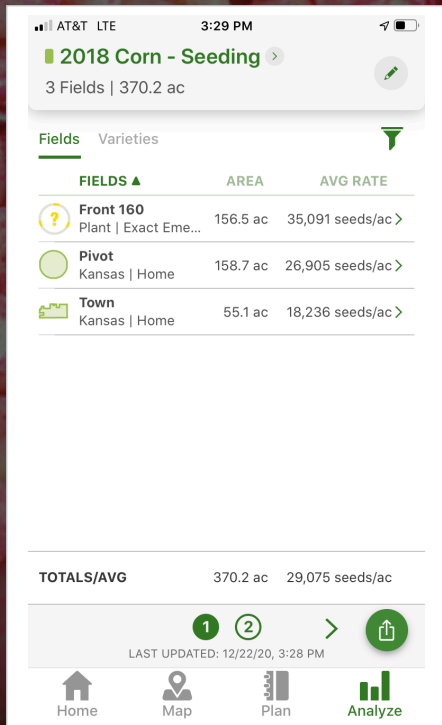 AT&T LTE 3:29 PM
2018 Corn - Seeding
3 Fields | 370.2 ac
Fields Varieties
FIELDS ▲ AREA AVG RATE
? Front 160 156.5 ac 35,091 seeds/ac
Plant | Exact Eme...
Pivot 158.7 ac 26,905 seeds/ac
Kansas | Home
Town 55.1 ac 18,236 seeds/ac
Kansas | Home
TOTALS/AVG 370.2 ac 29,075 seeds/ac
1 2
LAST UPDATED: 12/22/20, 3:28 PM
Home Map Plan Analyze